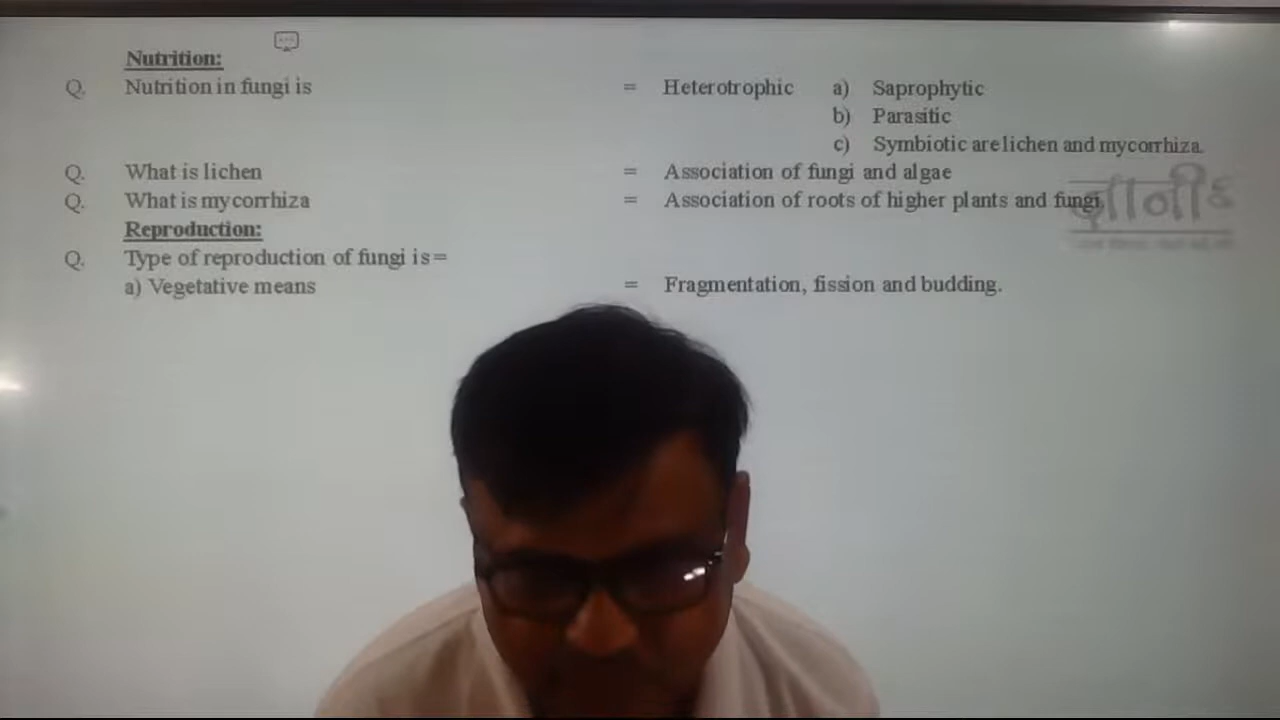 Nutrition:
Q. Nutrition in fungi is = Heterotrophic a) Saprophytic
b) Parasitic
c) Symbiotic are lichen and mycorrhiza.
Q. What is lichen = Association of fungi and algae
Q. What is mycorrhiza = Association of roots of higher plants and fungi
Reproduction:
Q. Type of reproduction of fungi is=
a) Vegetative means = Fragmentation, fission and budding.